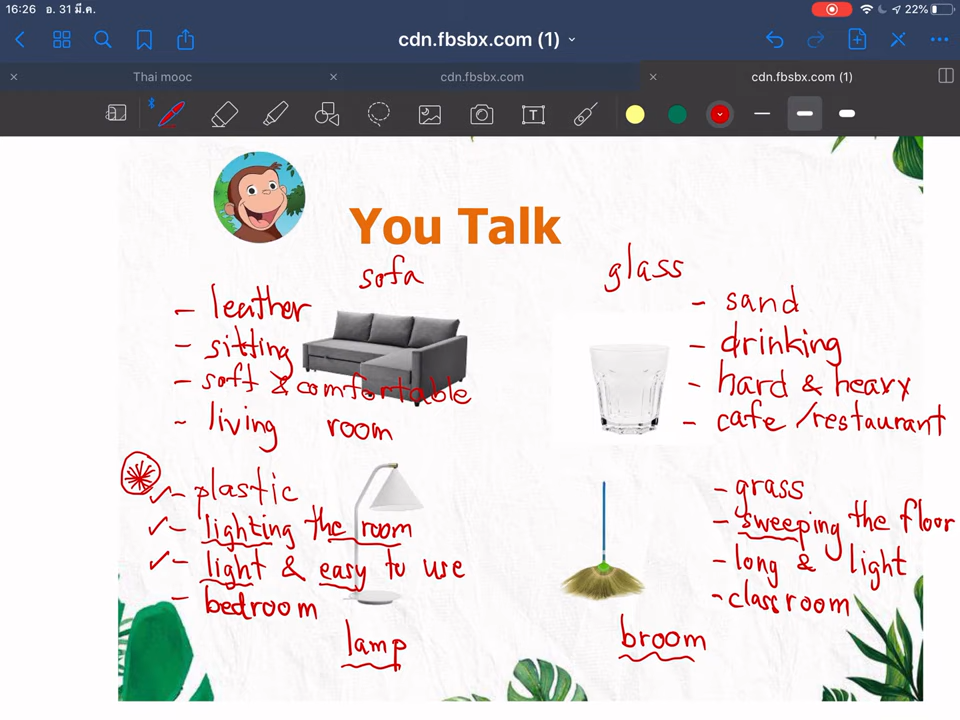 16:26 อ. 31 มี.ค.
22%
cdn.fbsbx.com (1)
Thai mooc
cdn.fbsbx.com
cdn.fbsbx.com (1)
T
You Talk
sofa
- leather
- sitting
- soft & comfortable
- living room
glass
- sand
- drinking
- hard & heavy
- cafe /restaurant
- plastic
- lighting the room
- light & easy to use
- bedroom
lamp
- grass
- sweeping the floor
- long & light
- classroom
broom